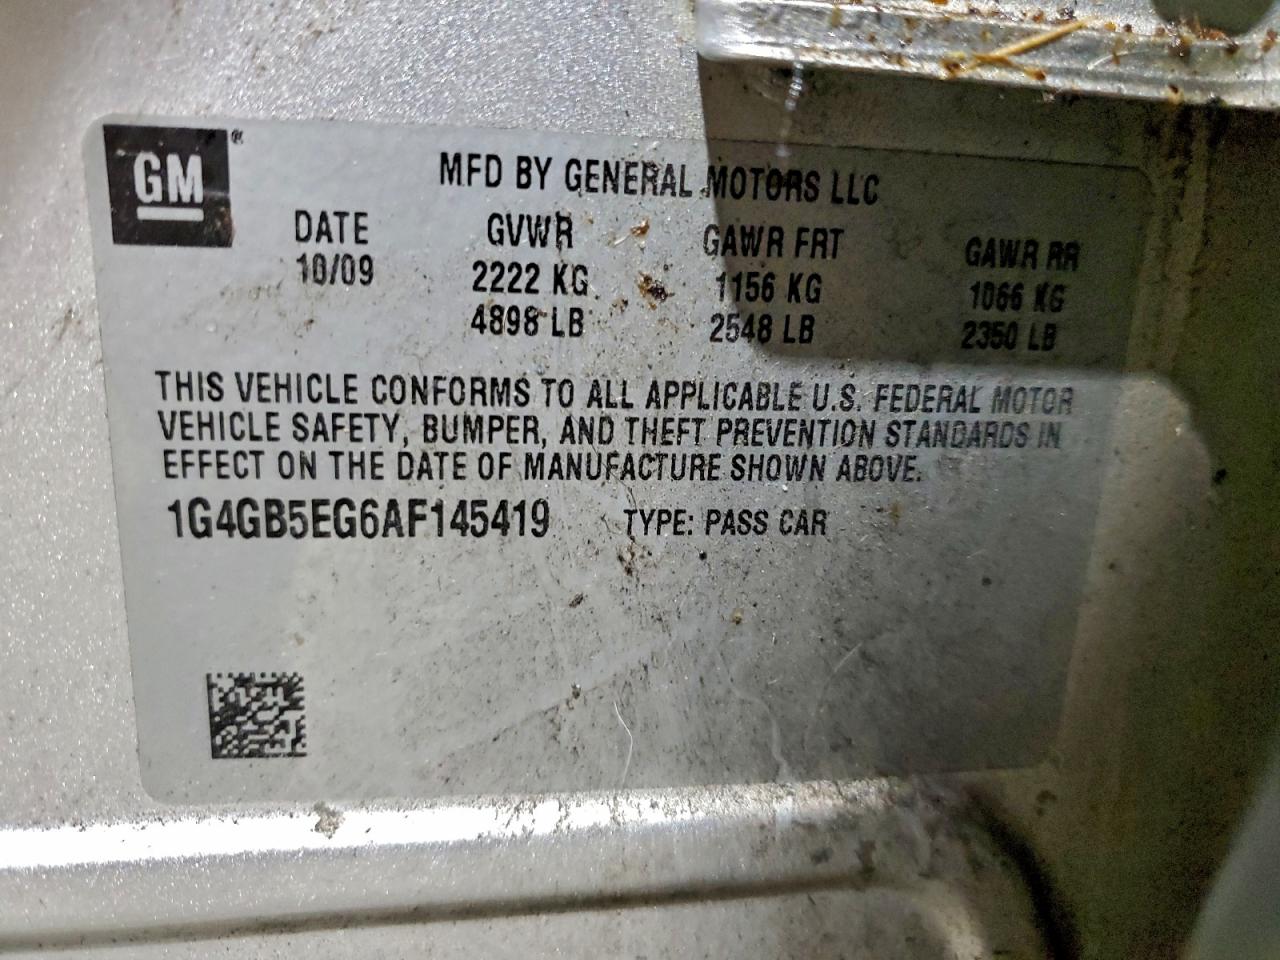 GM®
MFD BY GENERAL MOTORS LLC
DATE GVWR GAWR FRT GAWR RR
10/09 2222 KG 1156 KG 1066 KG
4898 LB 2548 LB 2350 LB
THIS VEHICLE CONFORMS TO ALL APPLICABLE U.S. FEDERAL MOTOR
VEHICLE SAFETY, BUMPER, AND THEFT PREVENTION STANDARDS IN
EFFECT ON THE DATE OF MANUFACTURE SHOWN ABOVE.
1G4GB5EG6AF145419 TYPE: PASS CAR